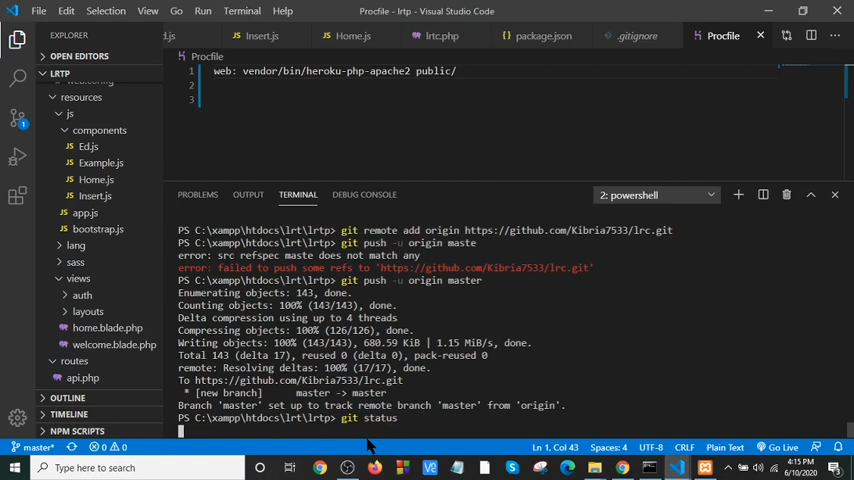 File Edit Selection View Go Run Terminal Help Procfile - lrtp - Visual Studio Code
EXPLORER
d.js Insert.js Home.js lrtc.php package.json .gitignore Procfile
OPEN EDITORS
Procfile
LRTP
1 web: vendor/bin/heroku-php-apache2 public/
2
3
web.config
resources
js
components
Ed.js
Example.js
Home.js
Insert.js
app.js
bootstrap.js
lang
sass
views
auth
layouts
home.blade.php
welcome.blade.php
routes
api.php
OUTLINE
TIMELINE
NPM SCRIPTS
PROBLEMS OUTPUT TERMINAL DEBUG CONSOLE 2: powershell
PS C:\xampp\htdocs\lrt\lrtp> git remote add origin https://github.com/Kibria7533/lrc.git
PS C:\xampp\htdocs\lrt\lrtp> git push -u origin maste
error: src refspec maste does not match any
error: failed to push some refs to 'https://github.com/Kibria7533/lrc.git'
PS C:\xampp\htdocs\lrt\lrtp> git push -u origin master
Enumerating objects: 143, done.
Counting objects: 100% (143/143), done.
Delta compression using up to 4 threads
Compressing objects: 100% (126/126), done.
Writing objects: 100% (143/143), 680.59 KiB | 1.15 MiB/s, done.
Total 143 (delta 17), reused 0 (delta 0), pack-reused 0
remote: Resolving deltas: 100% (17/17), done.
To https://github.com/Kibria7533/lrc.git
* [new branch] master -> master
Branch 'master' set up to track remote branch 'master' from 'origin'.
PS C:\xampp\htdocs\lrt\lrtp> git status
master* 0 0 Ln 1, Col 43 Spaces: 4 UTF-8 CRLF Plain Text Go Live
Type here to search
4:15 PM
6/10/2020